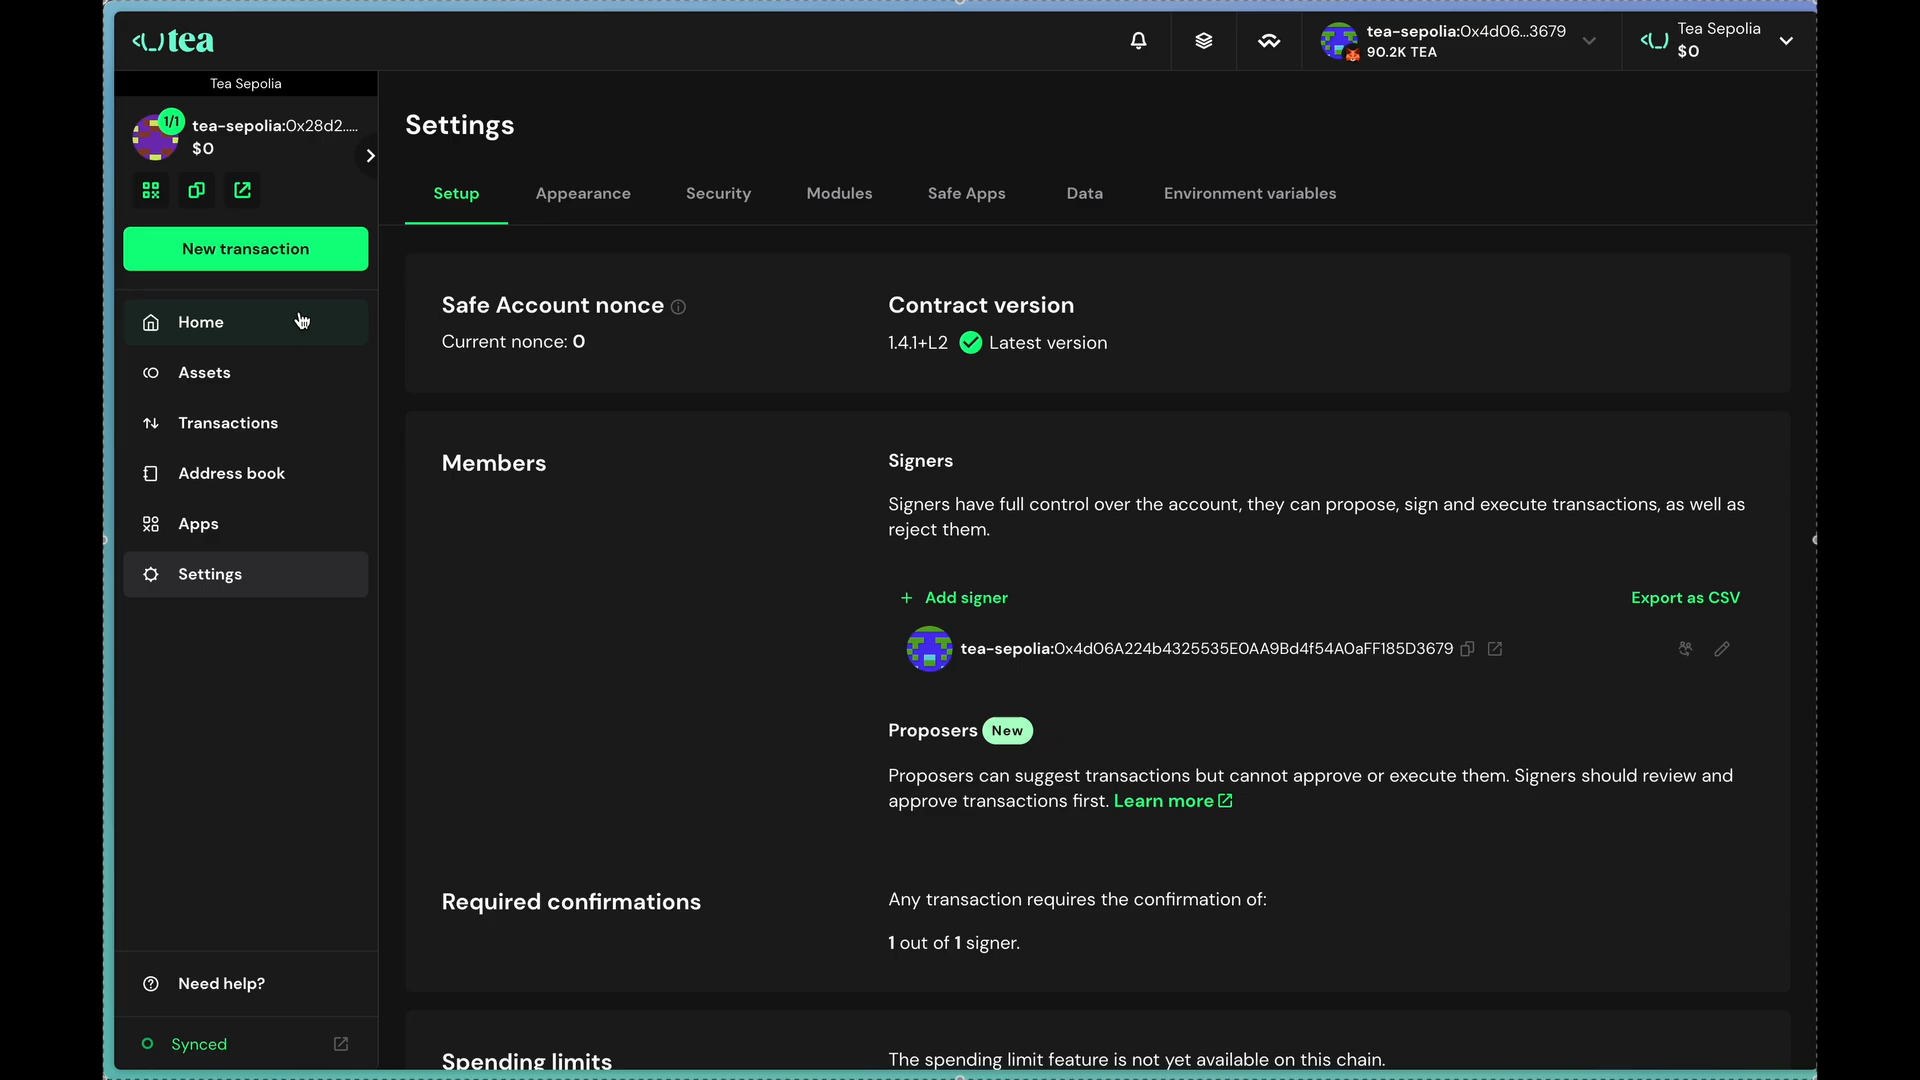 tea
tea-sepolia:0x4d06...3679
90.2K TEA
Tea Sepolia
$0
Tea Sepolia
1/1
tea-sepolia:0x28d2.....
$0
New transaction
Home
Assets
Transactions
Address book
Apps
Settings
Need help?
Synced
Settings
Setup
Appearance
Security
Modules
Safe Apps
Data
Environment variables
Safe Account nonce
Current nonce: 0
Contract version
1.4.1+L2
Latest version
Members
Signers
Signers have full control over the account, they can propose, sign and execute transactions, as well as
reject them.
+ Add signer
Export as CSV
tea-sepolia:0x4d06A224b4325535E0AA9Bd4f54A0aFF185D3679
Proposers New
Proposers can suggest transactions but cannot approve or execute them. Signers should review and
approve transactions first. Learn more
Required confirmations
Any transaction requires the confirmation of:
1 out of 1 signer.
Spending limits
The spending limit feature is not yet available on this chain.